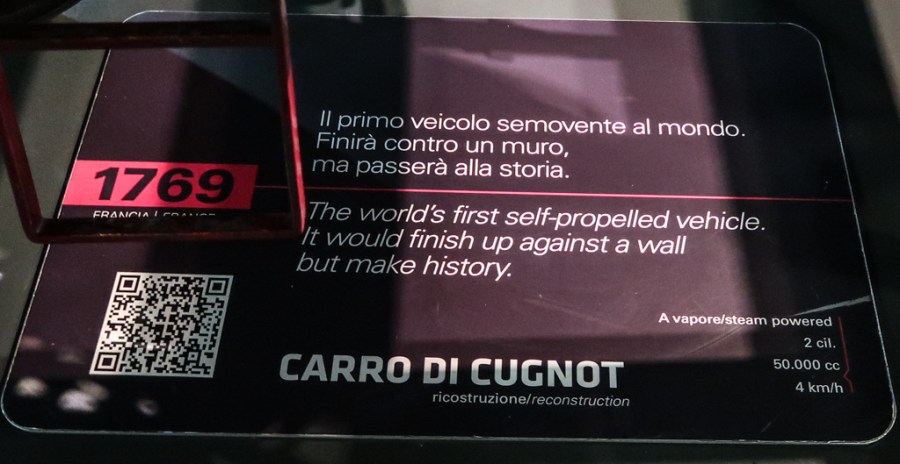 Il primo veicolo semovente al mondo.
Finirà contro un muro,
ma passerà alla storia.
1769
FRANCIA | FRANCE
The world's first self-propelled vehicle.
It would finish up against a wall
but make history.
A vapore/steam powered
2 cil.
50.000 cc
4 km/h
CARRO DI CUGNOT
ricostruzione/reconstruction